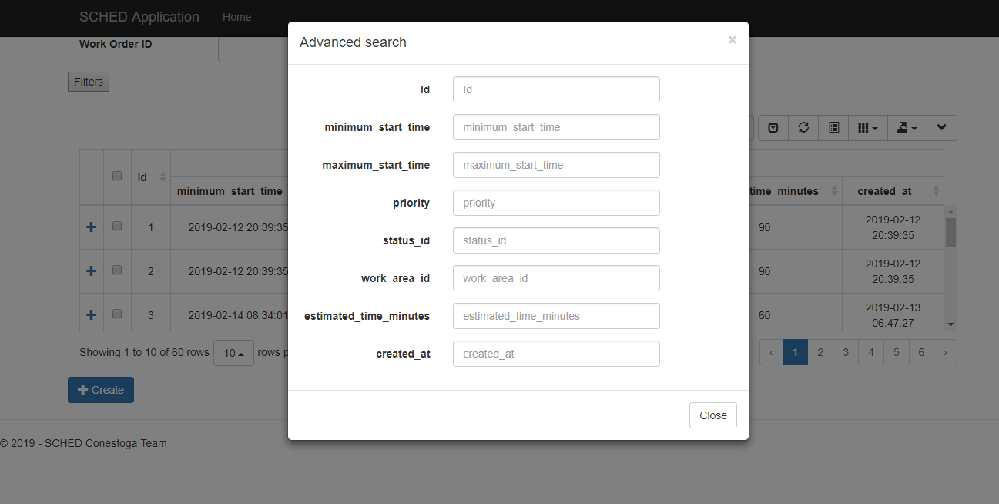 SCHED Application Home
Work Order ID
Filters
Advanced search ×
Id Id
minimum_start_time minimum_start_time
maximum_start_time maximum_start_time
priority priority
status_id status_id
work_area_id work_area_id
estimated_time_minutes estimated_time_minutes
created_at created_at
Close
Id minimum_start_time time_minutes created_at
1 2019-02-12 20:39:35 90 2019-02-12
20:39:35
2 2019-02-12 20:39:35 90 2019-02-12
20:39:35
3 2019-02-14 08:34:01 60 2019-02-13
06:47:27
Showing 1 to 10 of 60 rows 10 rows ‹ 1 2 3 4 5 6 ›
Create
© 2019 - SCHED Conestoga Team